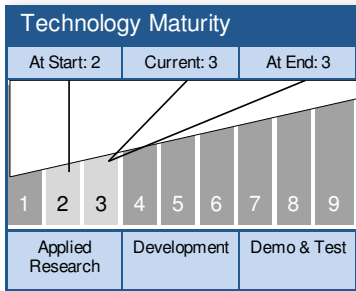 Technology Maturity
At Start: 2 Current: 3 At End: 3
1 2 3 4 5 6 7 8 9
Applied Development Demo & Test
Research